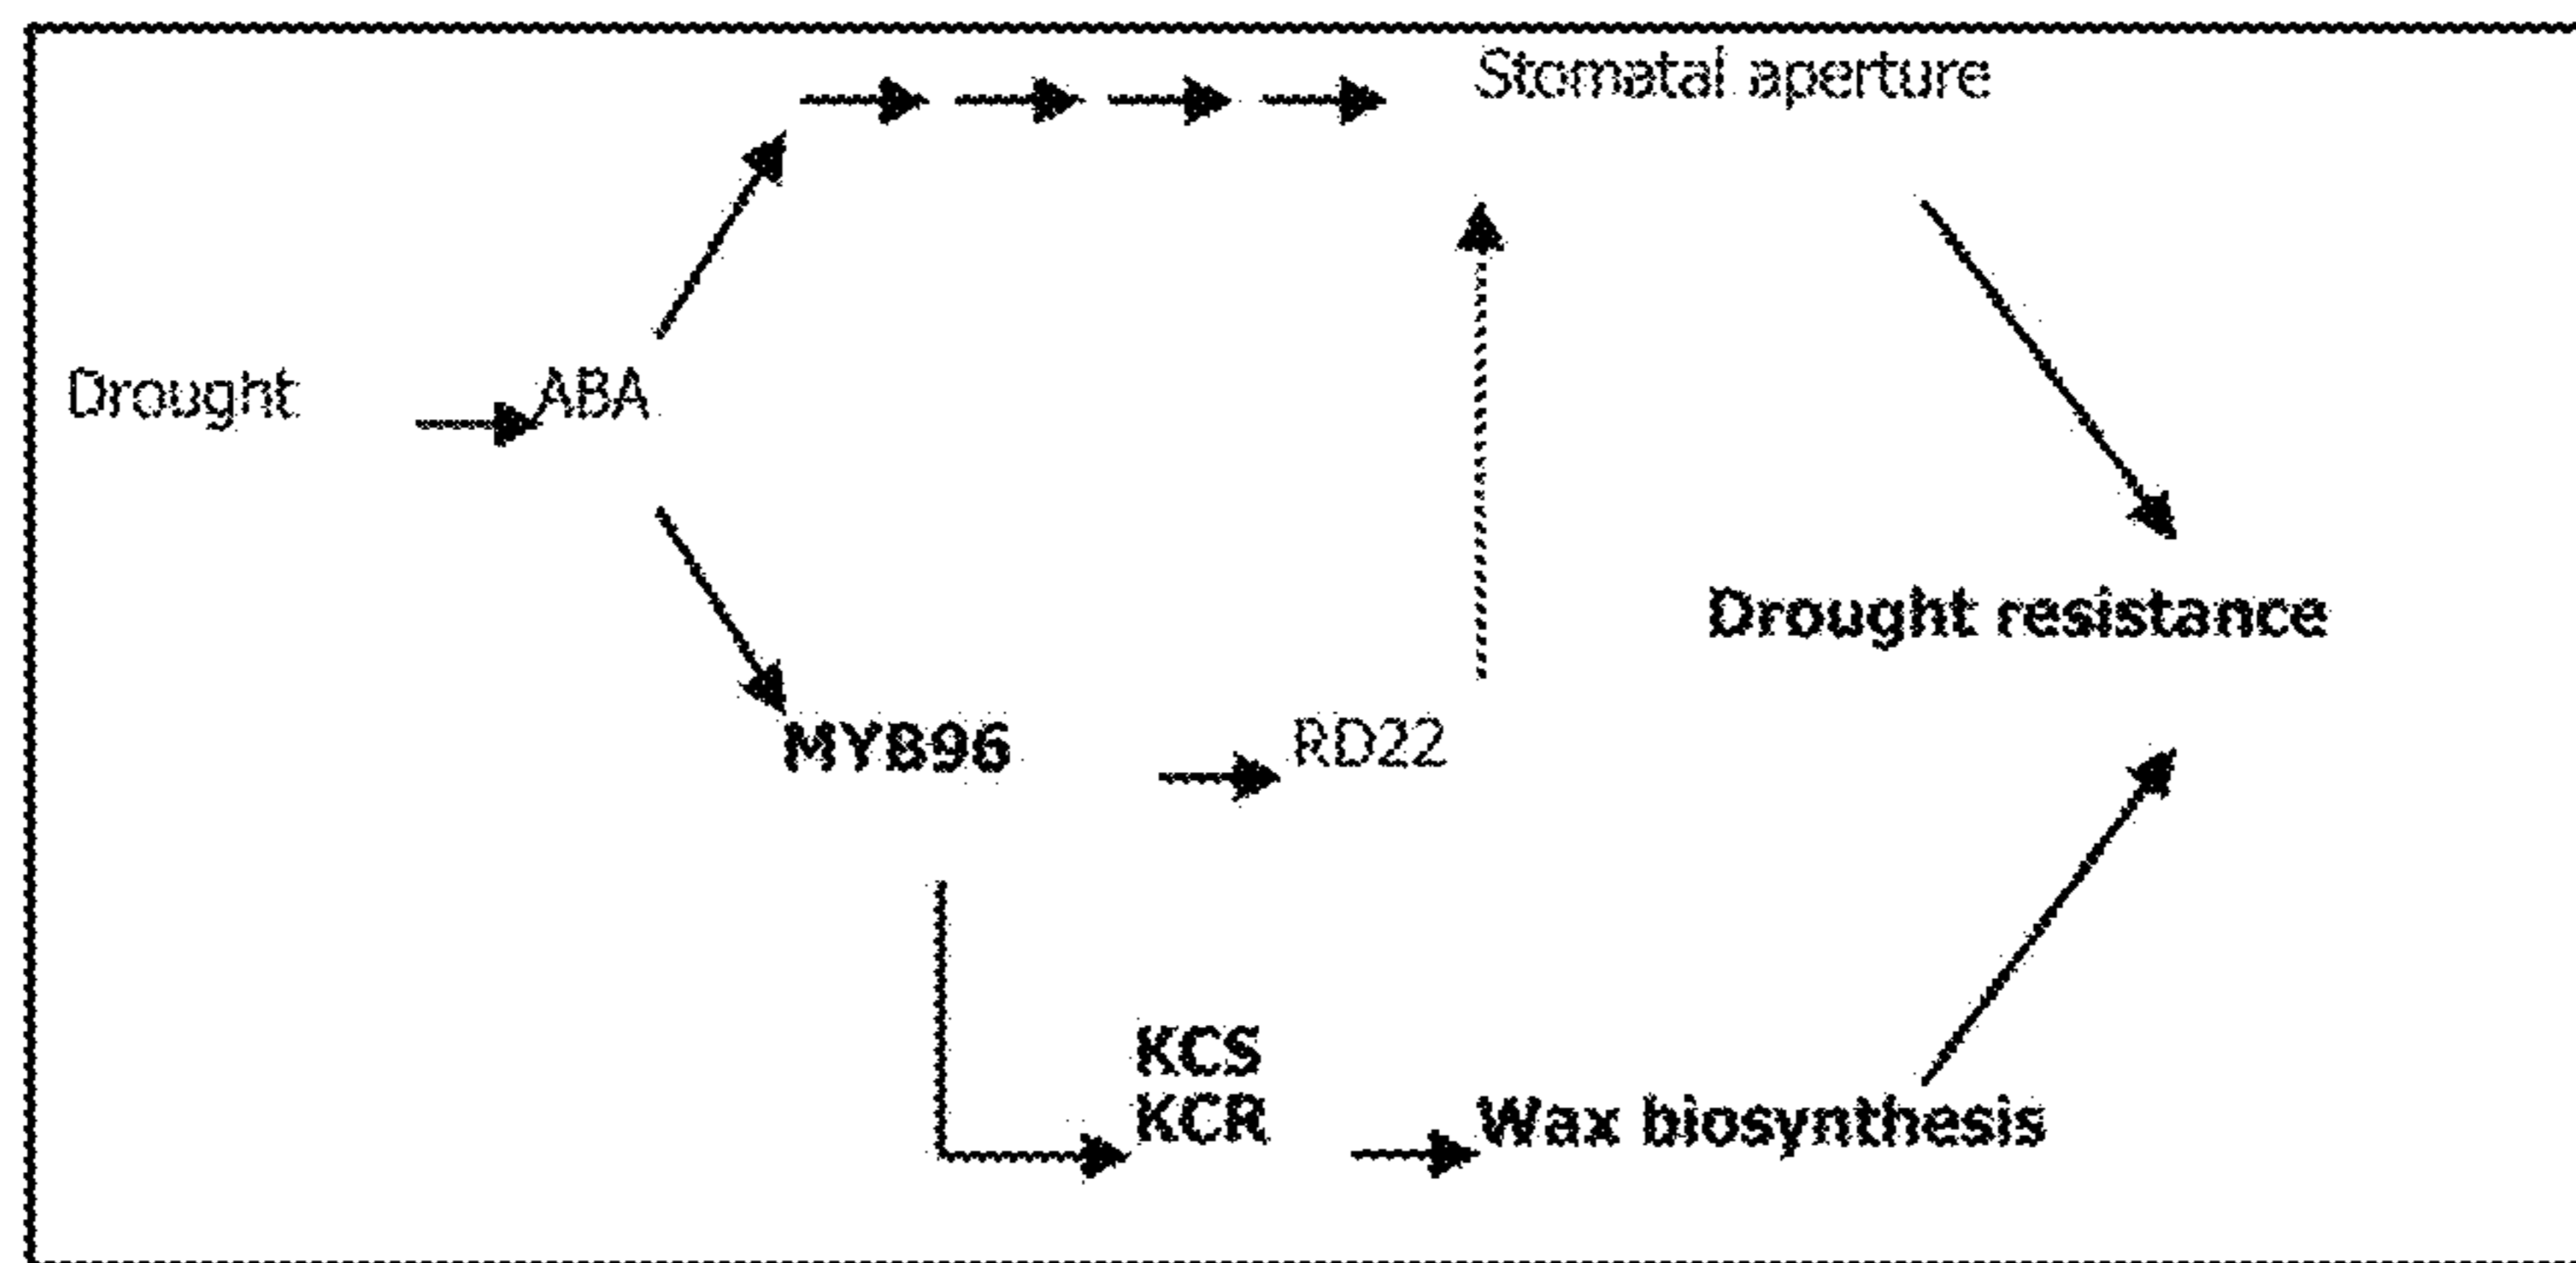 Stomatal aperture
Drought
ABA
Drought resistance
MYB96
RD22
KCS
KCR
Wax biosynthesis